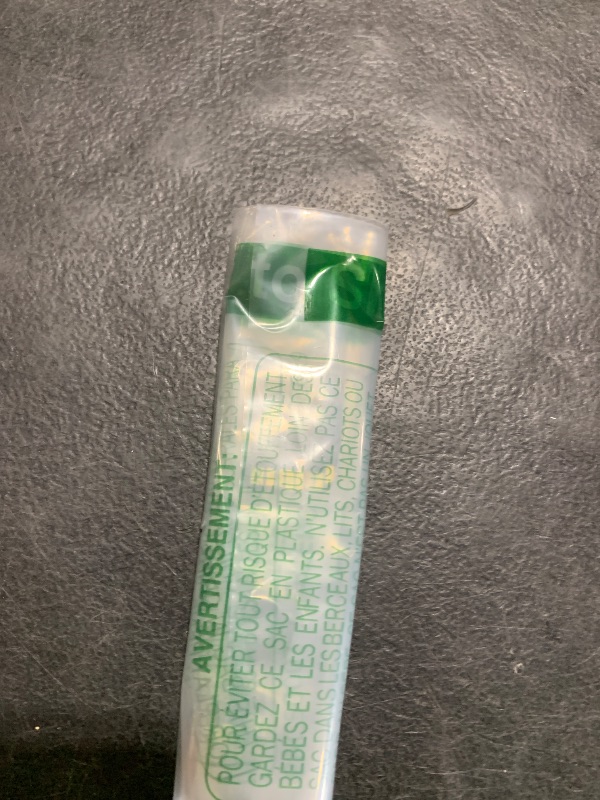 AVERTISSEMENT:
POUR ÉVITER TOUT RISQUE D'ÉTOUFFEMENT,
GARDEZ CE SAC EN PLASTIQUE LOIN DES
BÉBÉS ET LES ENFANTS. N'UTILISEZ PAS CE
SAC DANS LES BERCEAUX, LITS, CHARIOTS OU